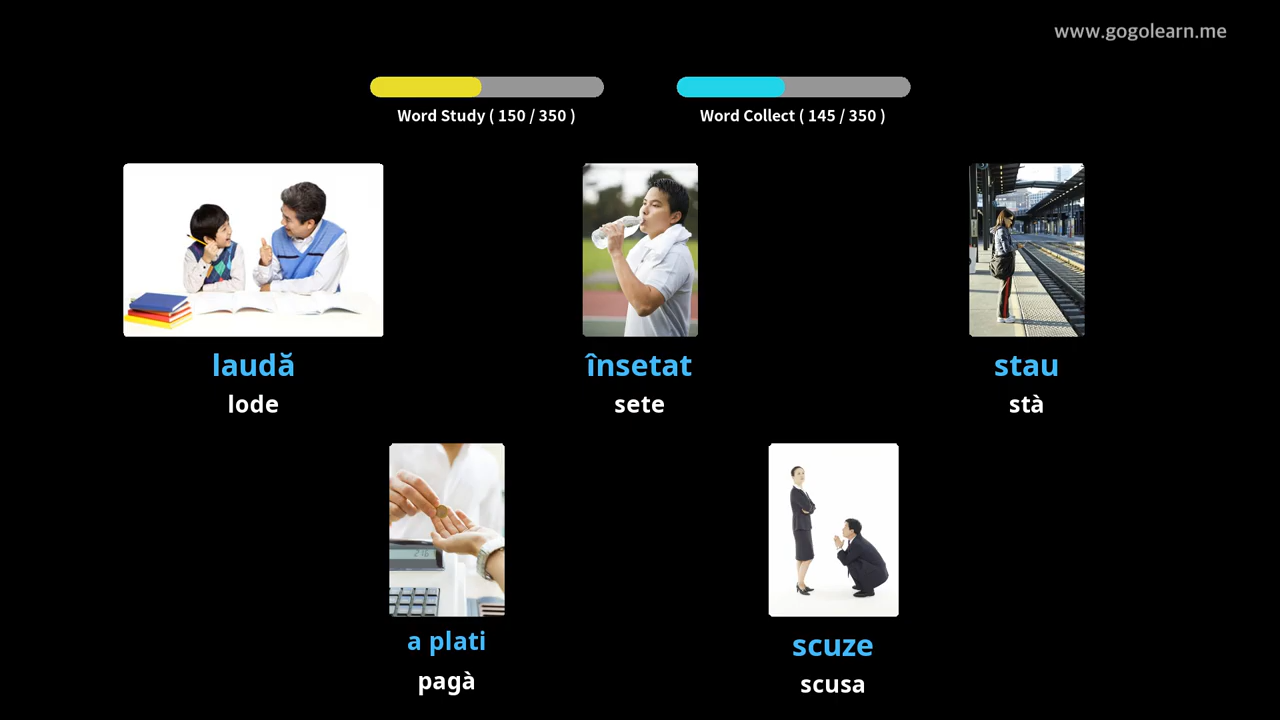 www.gogolearn.me
Word Study ( 150 / 350 )
Word Collect ( 145 / 350 )
laudă
lode
însetat
sete
stau
stà
a plati
pagà
scuze
scusa